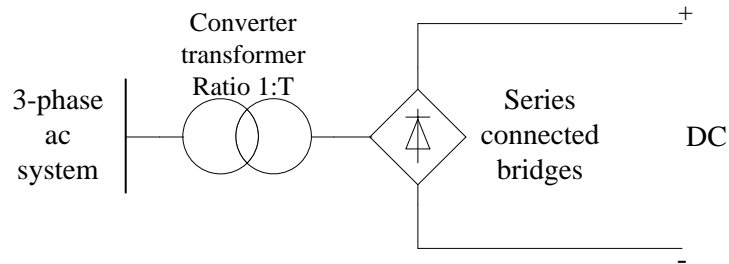 Converter
transformer
Ratio 1:T
3-phase
ac
system
Series
connected
bridges
+
DC
-